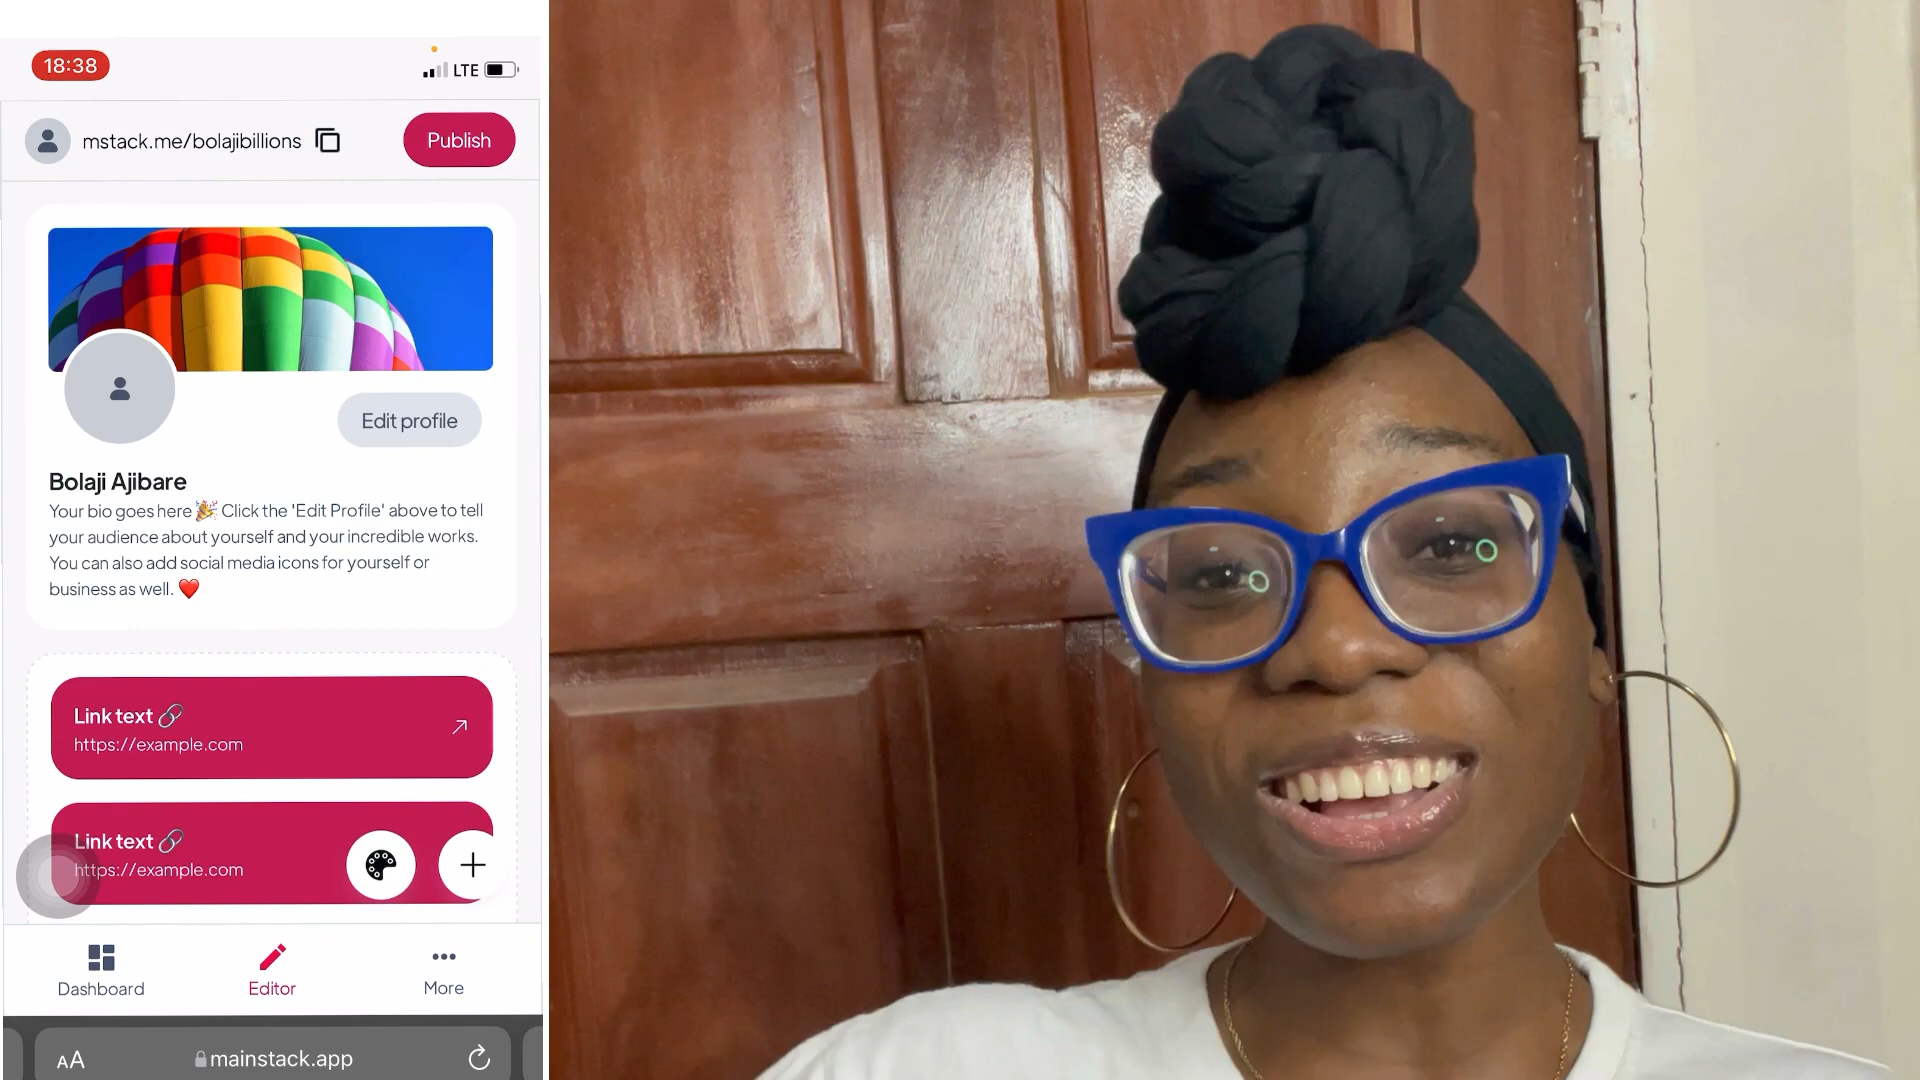 18:38
LTE
mstack.me/bolajibillions
Publish
Edit profile
Bolaji Ajibare
Your bio goes here 🎉 Click the 'Edit Profile' above to tell
your audience about yourself and your incredible works.
You can also add social media icons for yourself or
business as well. ❤️
Link text 🔗
https://example.com
Link text 🔗
https://example.com
Dashboard
Editor
More
AA
mainstack.app